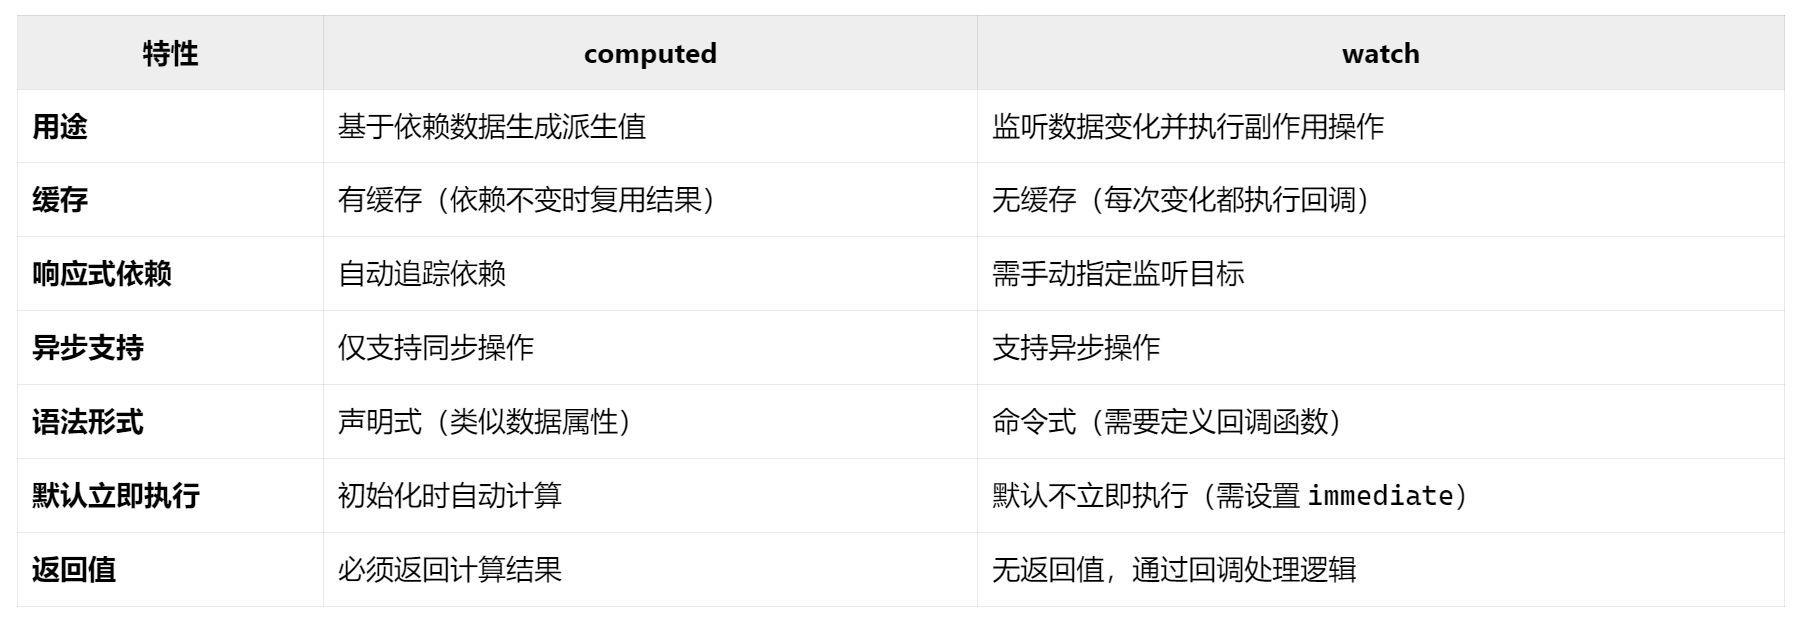 特性 computed watch
用途 基于依赖数据生成派生值 监听数据变化并执行副作用操作
缓存 有缓存（依赖不变时复用结果） 无缓存（每次变化都执行回调）
响应式依赖 自动追踪依赖 需手动指定监听目标
异步支持 仅支持同步操作 支持异步操作
语法形式 声明式（类似数据属性） 命令式（需要定义回调函数）
默认立即执行 初始化时自动计算 默认不立即执行（需设置 immediate）
返回值 必须返回计算结果 无返回值，通过回调处理逻辑